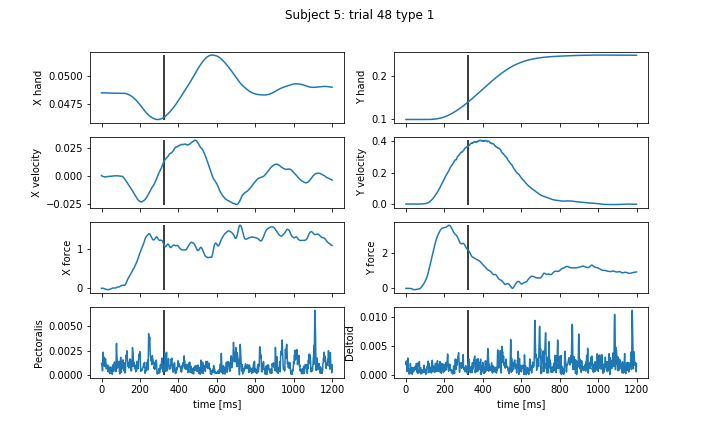 Subject 5: trial 48 type 1
X hand
0.0500
0.0475
Y hand
0.2
0.1
X velocity
0.025
0.000
−0.025
Y velocity
0.4
0.2
0.0
X force
1
0
Y force
2
0
Pectoralis
0.0050
0.0025
0.0000
0 200 400 600 800 1000 1200
time [ms]
Deltoid
0.010
0.005
0.000
0 200 400 600 800 1000 1200
time [ms]